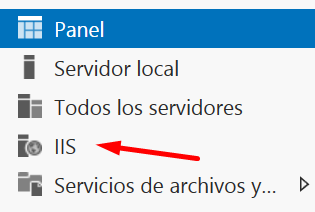 Panel
Servidor local
Todos los servidores
IIS
Servicios de archivos y...